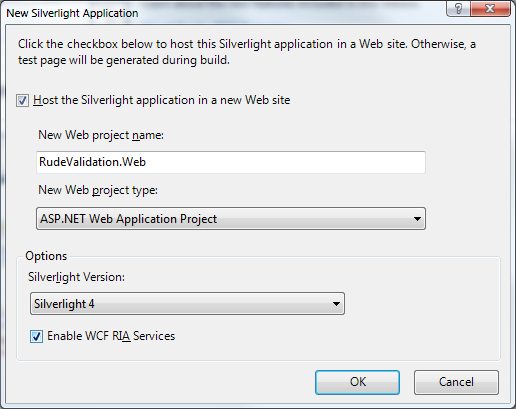 New Silverlight Application
Click the checkbox below to host this Silverlight application in a Web site. Otherwise, a
test page will be generated during build.
Host the Silverlight application in a new Web site
New Web project name:
RudeValidation.Web
New Web project type:
ASP.NET Web Application Project
Options
Silverlight Version:
Silverlight 4
Enable WCF RIA Services
OK
Cancel